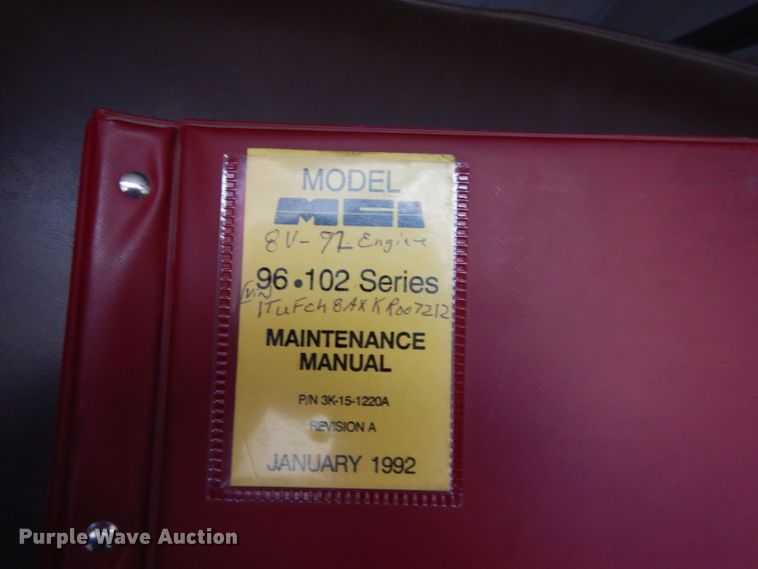 MODEL
MCI
8V-92 Engine
96•102 Series
Vin
1TUFCh8AXKR007212
MAINTENANCE
MANUAL
P/N 3K-15-1220A
REVISION A
JANUARY 1992
Purple Wave Auction